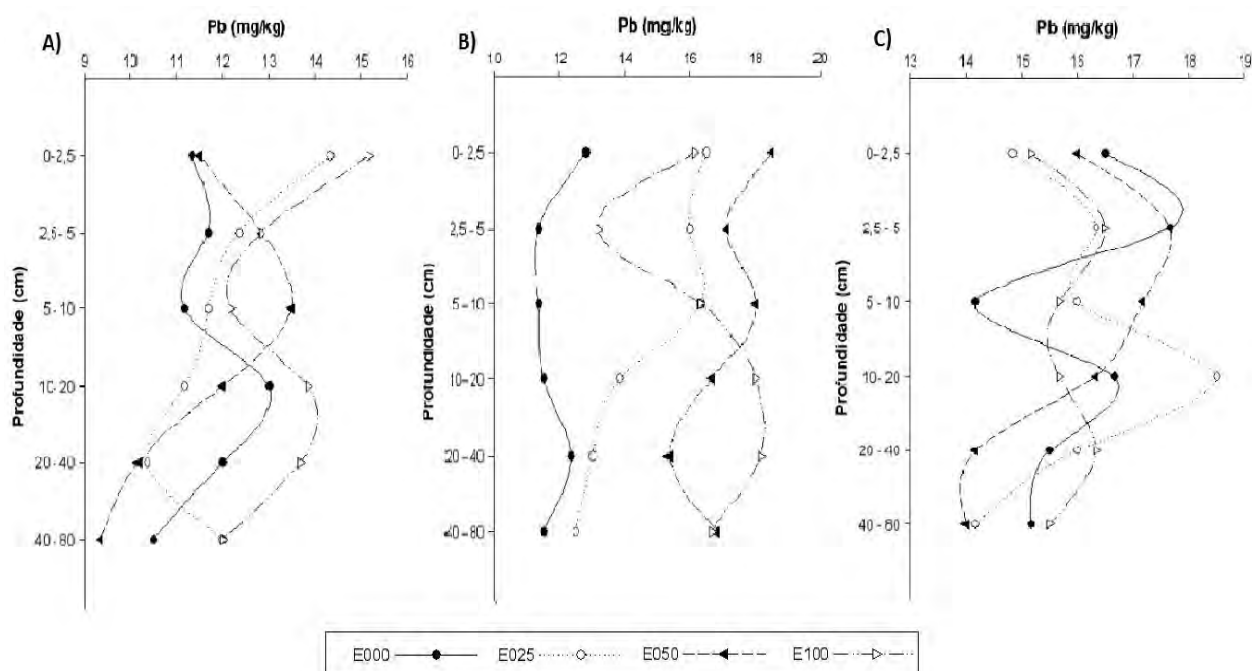 A)
Pb (mg/kg)
9 10 11 12 13 14 15 16
Profundidade (cm)
0-2,5
2,5-5
5-10
10-20
20-40
40-80
B)
Pb (mg/kg)
10 12 14 16 18 20
Profundidade (cm)
0-2,5
2,5-5
5-10
10-20
20-40
40-80
C)
Pb (mg/kg)
13 14 15 16 17 18 19
Profundidade (cm)
0-2,5
2,5-5
5-10
10-20
20-40
40-80
E000 E025 E050 E100